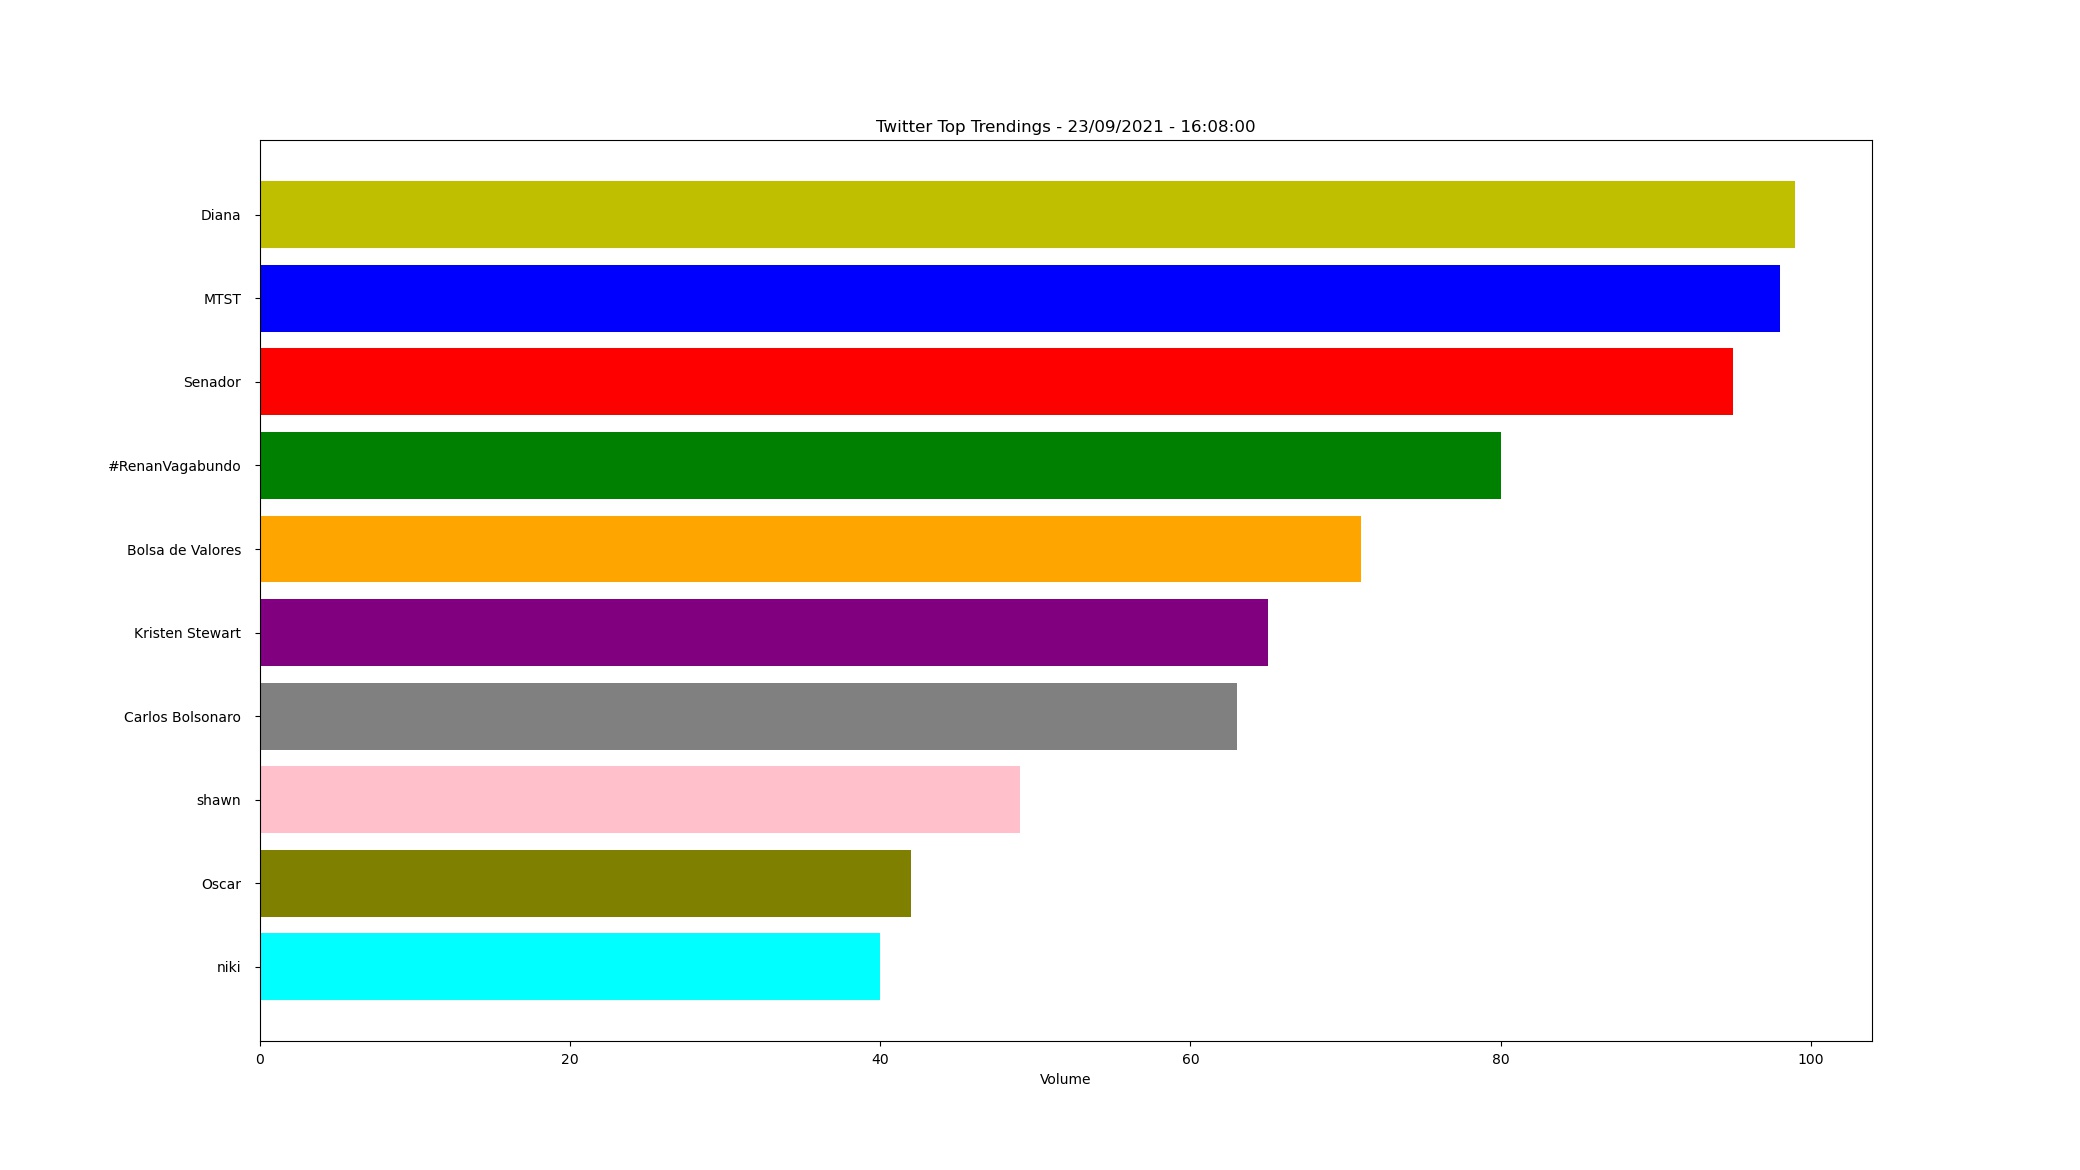 Twitter Top Trendings - 23/09/2021 - 16:08:00
Diana
MTST
Senador
#RenanVagabundo
Bolsa de Valores
Kristen Stewart
Carlos Bolsonaro
shawn
Oscar
niki
0 20 40 60 80 100
Volume